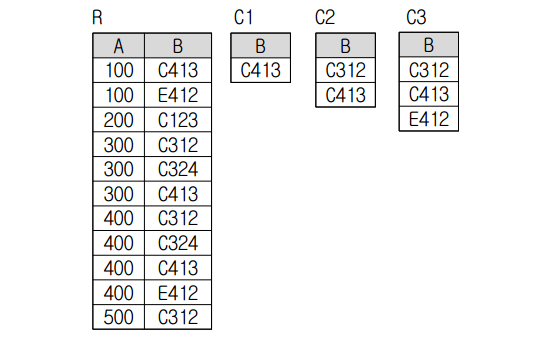 R C1 C2 C3
A B B B B
100 C413 C413 C312 C312
100 E412 C413 C413
200 C123 E412
300 C312
300 C324
300 C413
400 C312
400 C324
400 C413
400 E412
500 C312